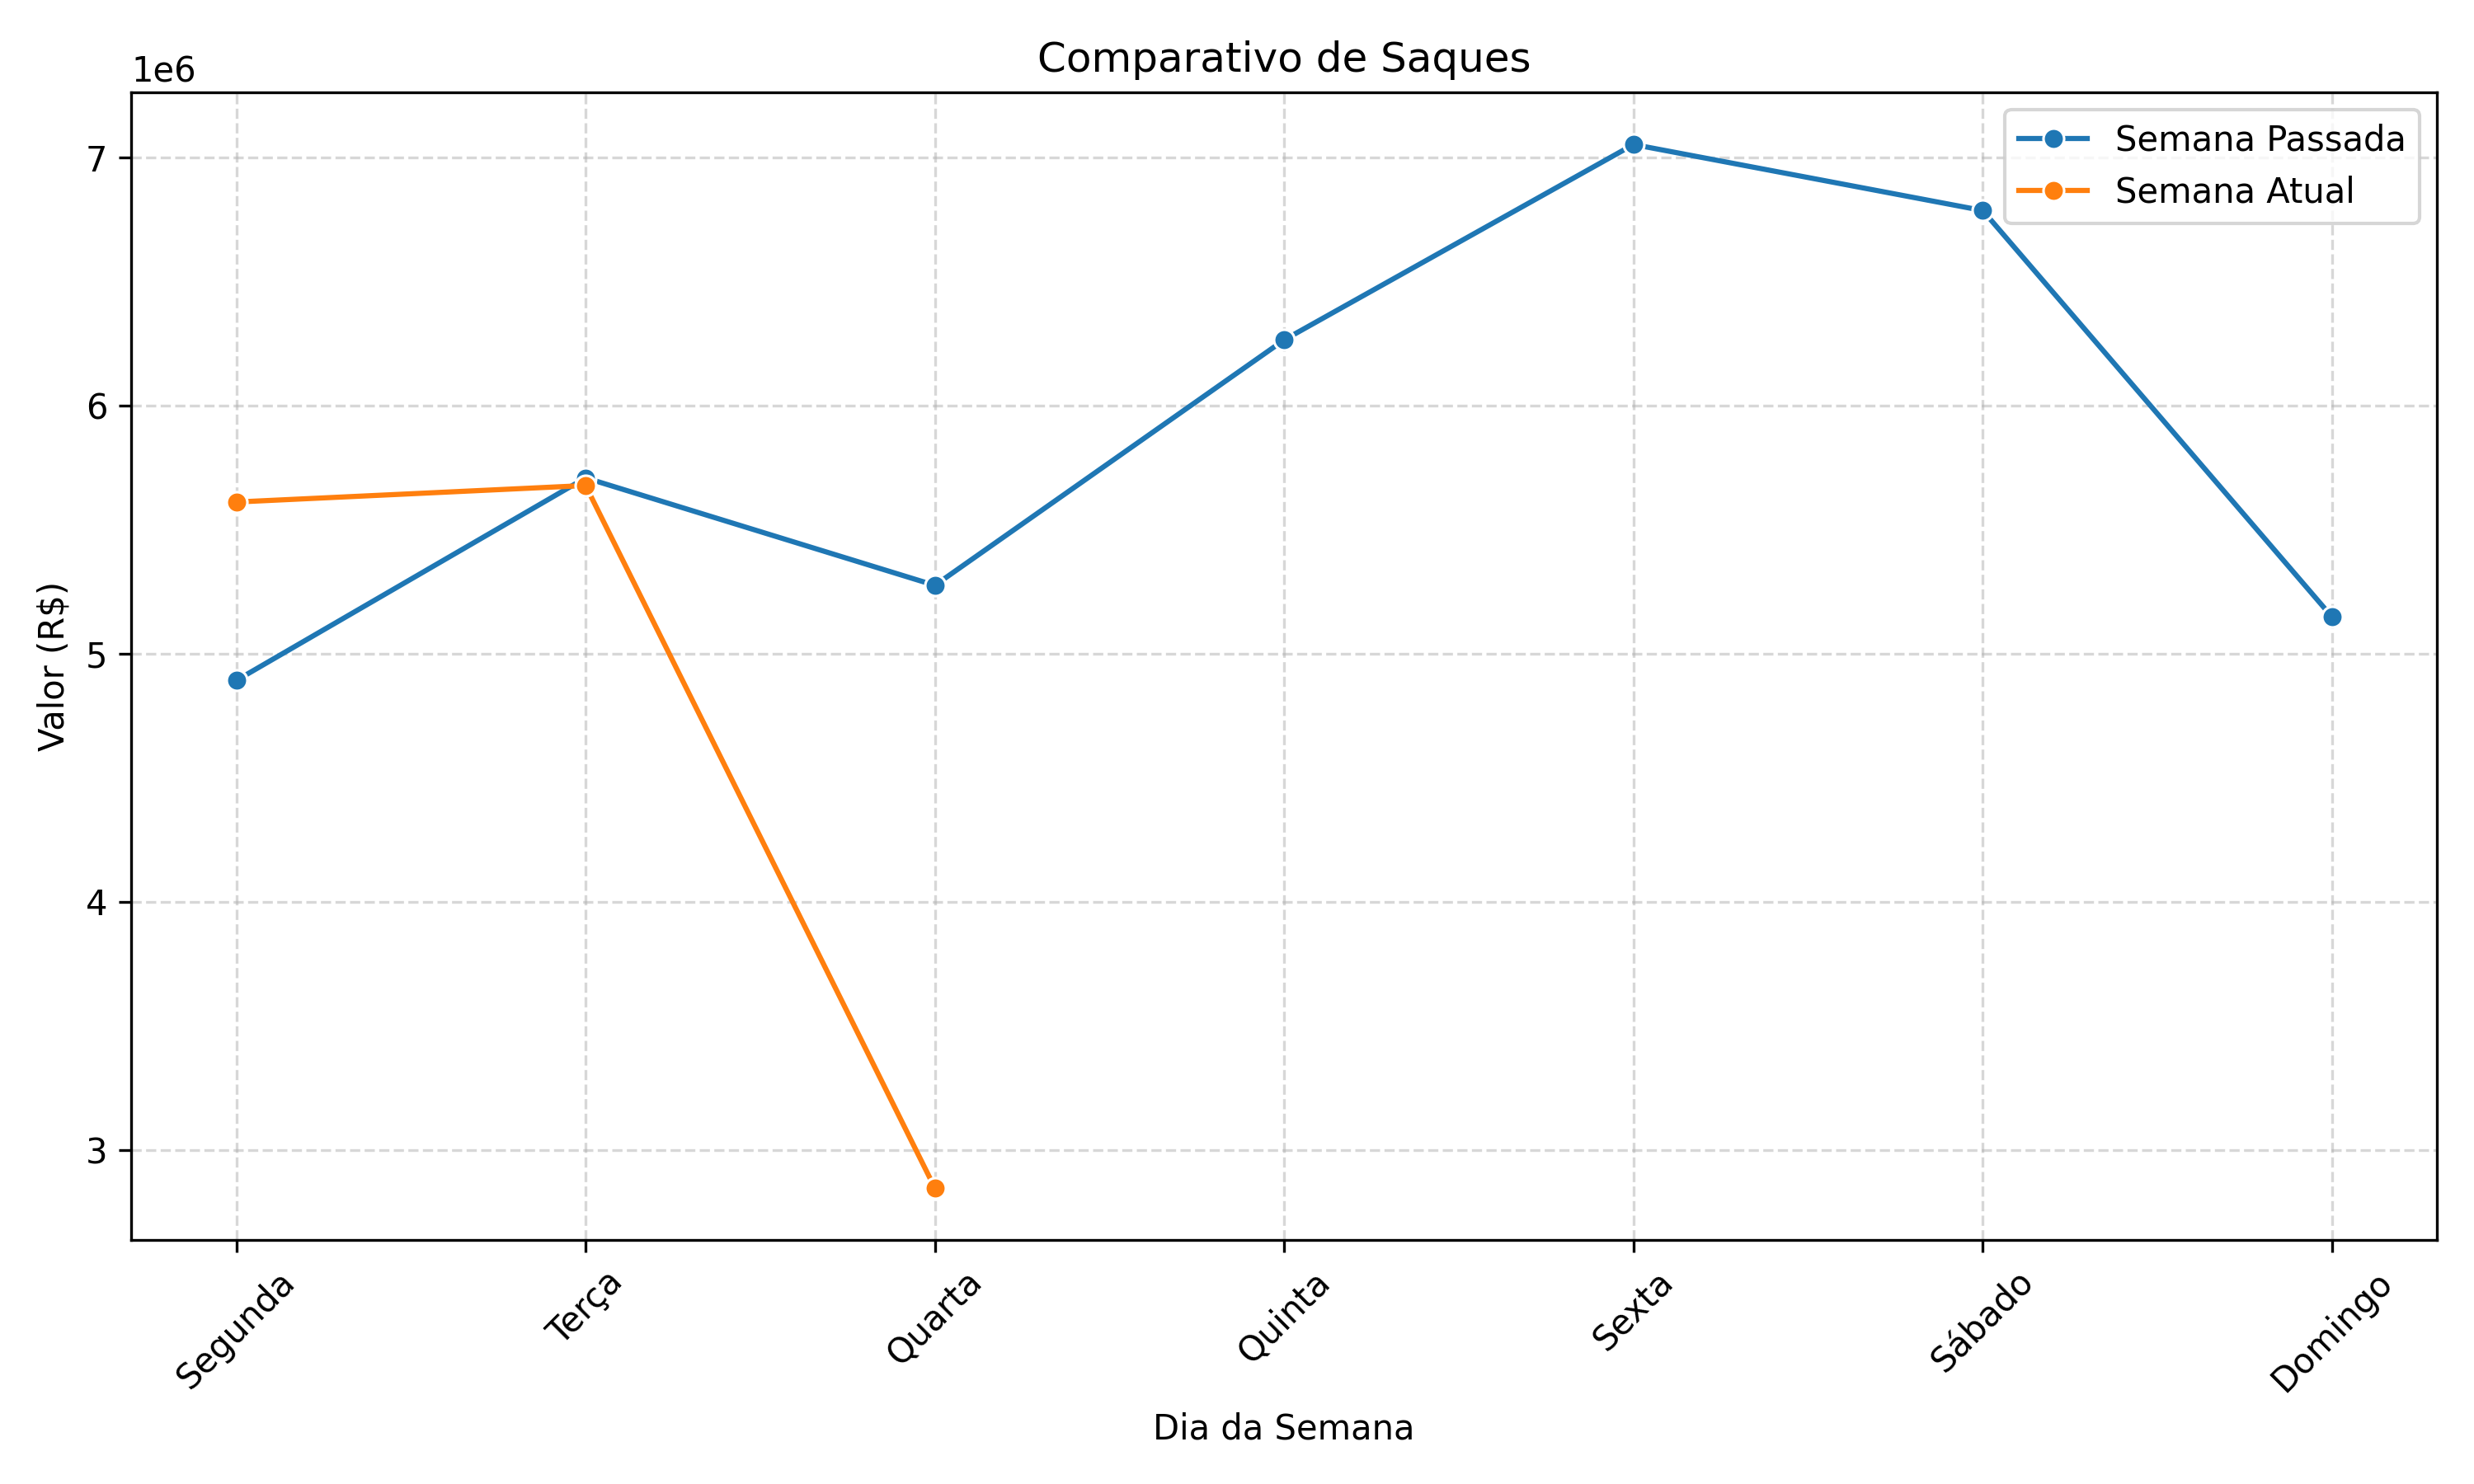 Comparativo de Saques
1e6
Semana Passada
Semana Atual
7
6
5
4
3
Valor (R$)
Segunda
Terça
Quarta
Quinta
Sexta
Sábado
Domingo
Dia da Semana